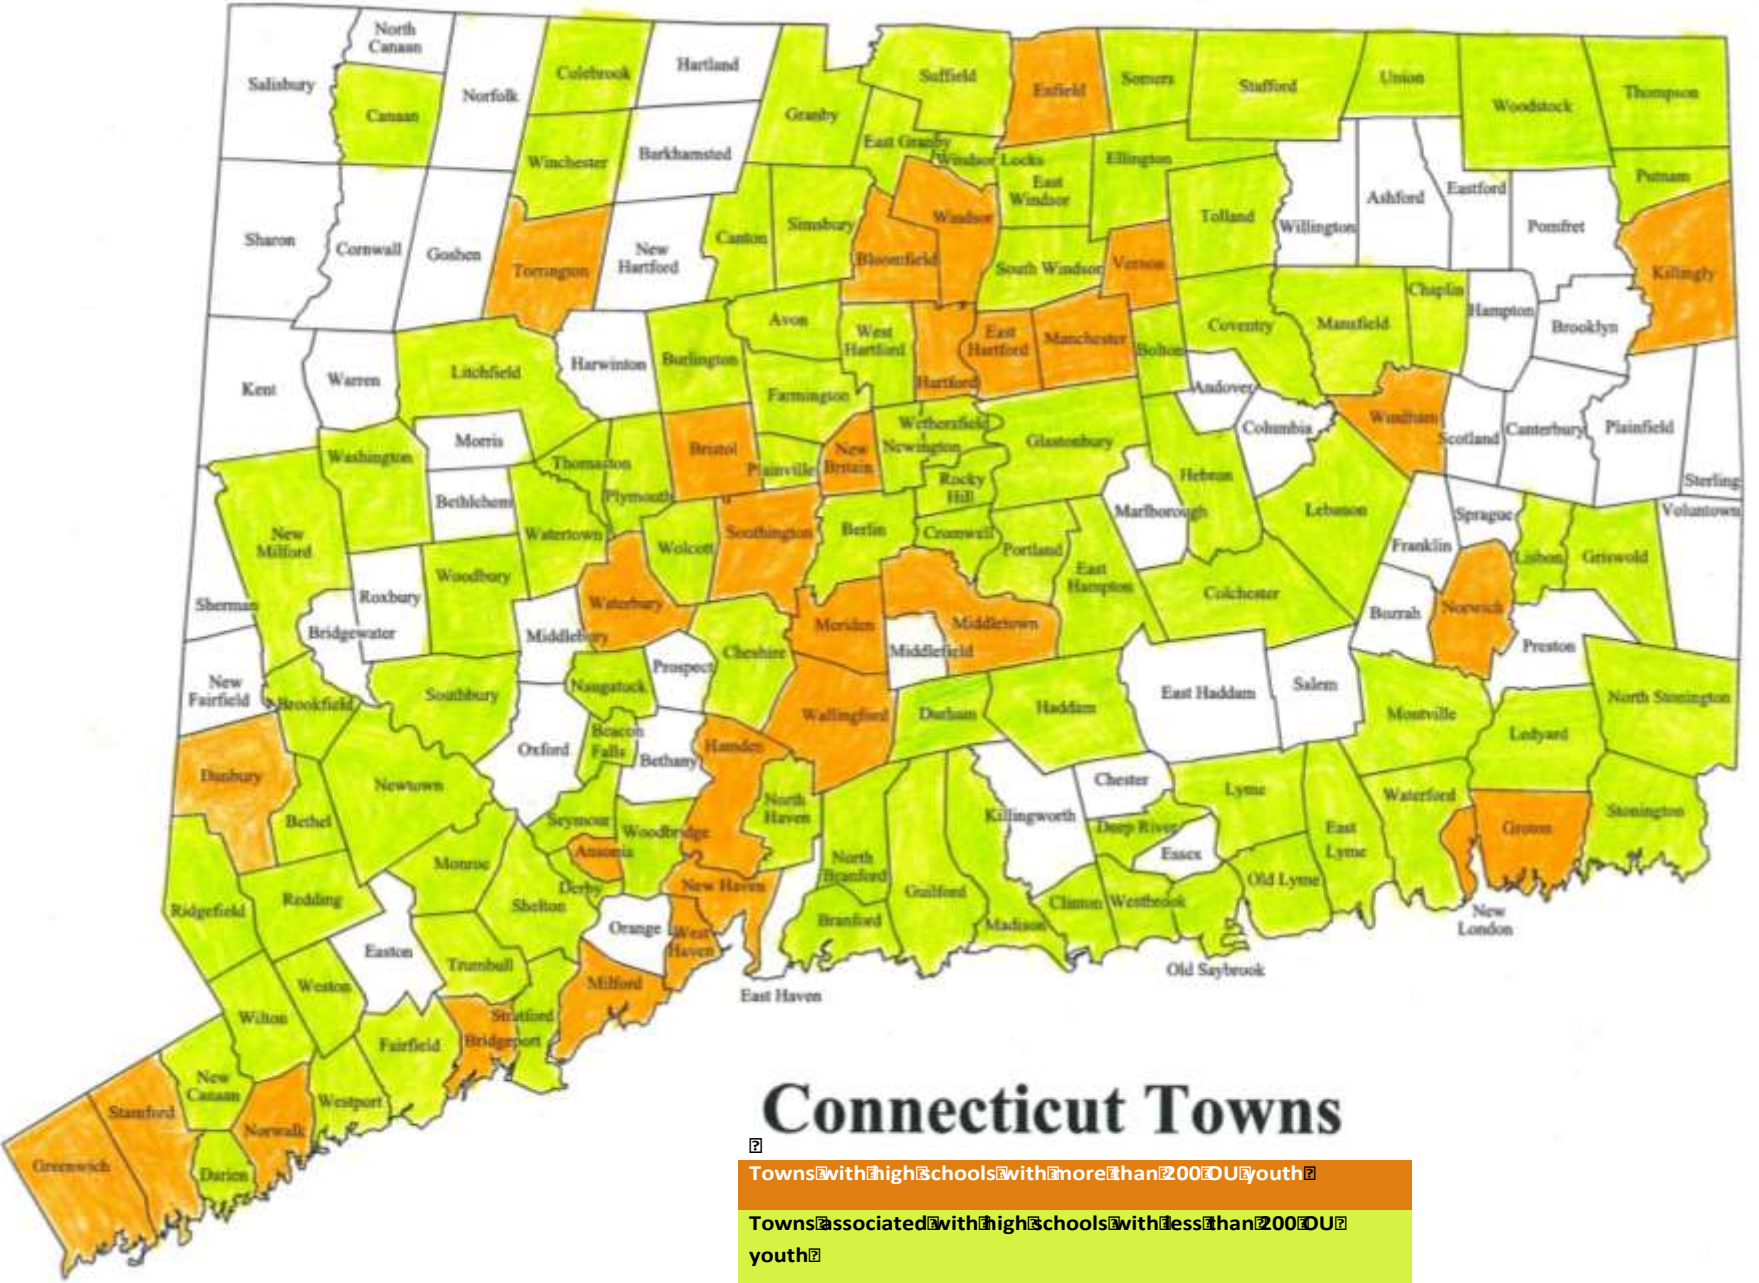 North
Canaan
Salisbury
Canaan
Norfolk
Colebrook
Hartland
Granby
Suffield
Enfield
Somers
Stafford
Union
Woodstock
Thompson
Winchester
Barkhamsted
East Granby
Windsor Locks
East
Windsor
Ellington
Putnam
Sharon
Cornwall
Goshen
Torrington
New
Hartford
Canton
Simsbury
Bloomfield
Windsor
South Windsor
Vernon
Tolland
Willington
Ashford
Eastford
Pomfret
Killingly
Kent
Warren
Litchfield
Harwinton
Burlington
Avon
West
Hartford
Hartford
East
Hartford
Manchester
Bolton
Coventry
Mansfield
Chaplin
Hampton
Brooklyn
Andover
Farmington
Washington
Morris
Thomaston
Bristol
Plainville
New
Britain
Wethersfield
Newington
Glastonbury
Hebron
Columbia
Windham
Scotland
Canterbury
Plainfield
Sterling
Bethlehem
Plymouth
Rocky
Hill
Marlborough
Lebanon
Sprague
Voluntown
New
Milford
Watertown
Wolcott
Southington
Berlin
Cromwell
Portland
East
Hampton
Franklin
Lisbon
Griswold
Sherman
Roxbury
Woodbury
Waterbury
Colchester
Bozrah
Norwich
Bridgewater
Middlebury
Cheshire
Meriden
Middletown
Middlefield
Preston
New
Fairfield
Brookfield
Southbury
Naugatuck
Prospect
Wallingford
Durham
Haddam
East Haddam
Salem
Montville
Ledyard
North Stonington
Danbury
Newtown
Oxford
Beacon
Falls
Bethany
Hamden
North
Haven
Killingworth
Chester
Lyme
Waterford
Groton
Stonington
Bethel
Seymour
Woodbridge
Ansonia
Deep River
Essex
East
Lyme
Ridgefield
Redding
Monroe
Shelton
Derby
New Haven
North
Branford
Guilford
Clinton
Westbrook
Old Lyme
New
London
Easton
Trumbull
Orange
West
Haven
Branford
Madison
Weston
Milford
East Haven
Old Saybrook
Wilton
Fairfield
Stratford
Bridgeport
New
Canaan
Westport
Stamford
Norwalk
Greenwich
Darien
Connecticut Towns
Towns with high schools with more than 200 OU youth
Towns associated with high schools with less than 200 OU
youth